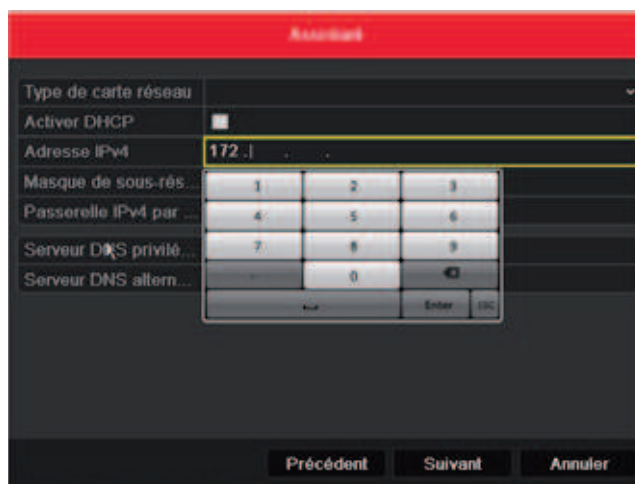 Assistant
Type de carte réseau
Activer DHCP
Adresse IPv4
172 .
Masque de sous-rés...
Passerelle IPv4 par ...
Serveur DNS privilé...
Serveur DNS altern...
1 2 3
4 5 6
7 8 9
. 0
Enter ESC
Précédent Suivant Annuler